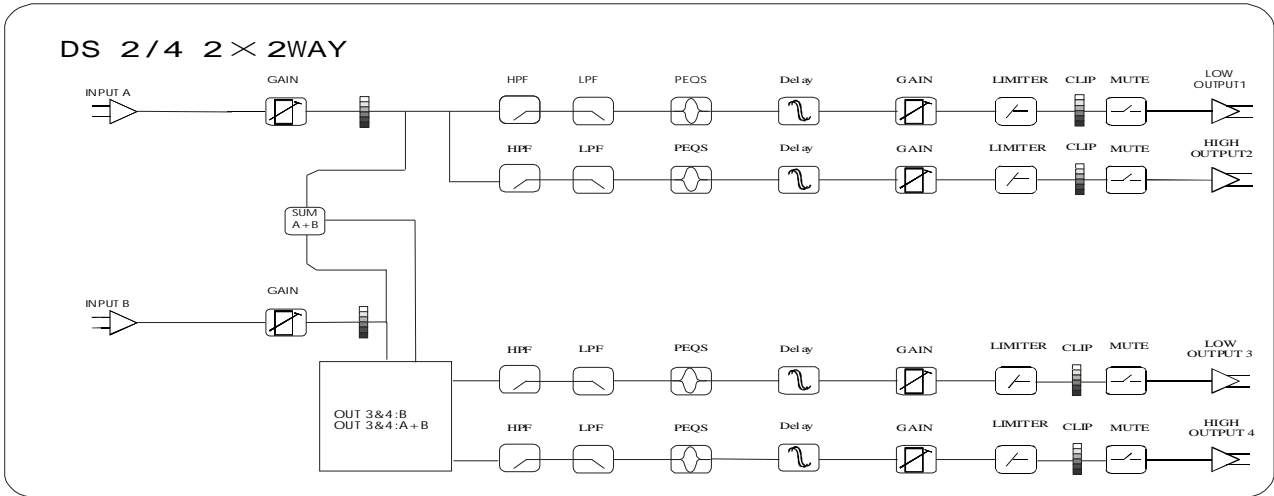 DS 2/4 2×2WAY
INPUT A
GAIN
HPF LPF PEQS Delay GAIN LIMITER CLIP MUTE
LOW
OUTPUT1
HPF LPF PEQS Delay GAIN LIMITER CLIP MUTE
HIGH
OUTPUT2
SUM
A+B
INPUT B
GAIN
HPF LPF PEQS Delay GAIN LIMITER CLIP MUTE
LOW
OUTPUT 3
OUT 3&4:B
OUT 3&4:A+B
HPF LPF PEQS Delay GAIN LIMITER CLIP MUTE
HIGH
OUTPUT 4